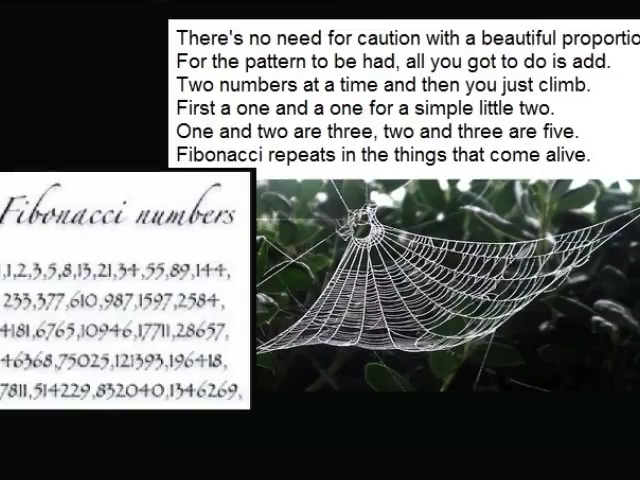 There's no need for caution with a beautiful proportio
For the pattern to be had, all you got to do is add.
Two numbers at a time and then you just climb.
First a one and a one for a simple little two.
One and two are three, two and three are five.
Fibonacci repeats in the things that come alive.
Fibonacci numbers
1,1,2,3,5,8,13,21,34,55,89,144,
233,377,610,987,1597,2584,
4181,6765,10946,17711,28657,
46368,75025,121393,196418,
7811,514229,832040,1346269,